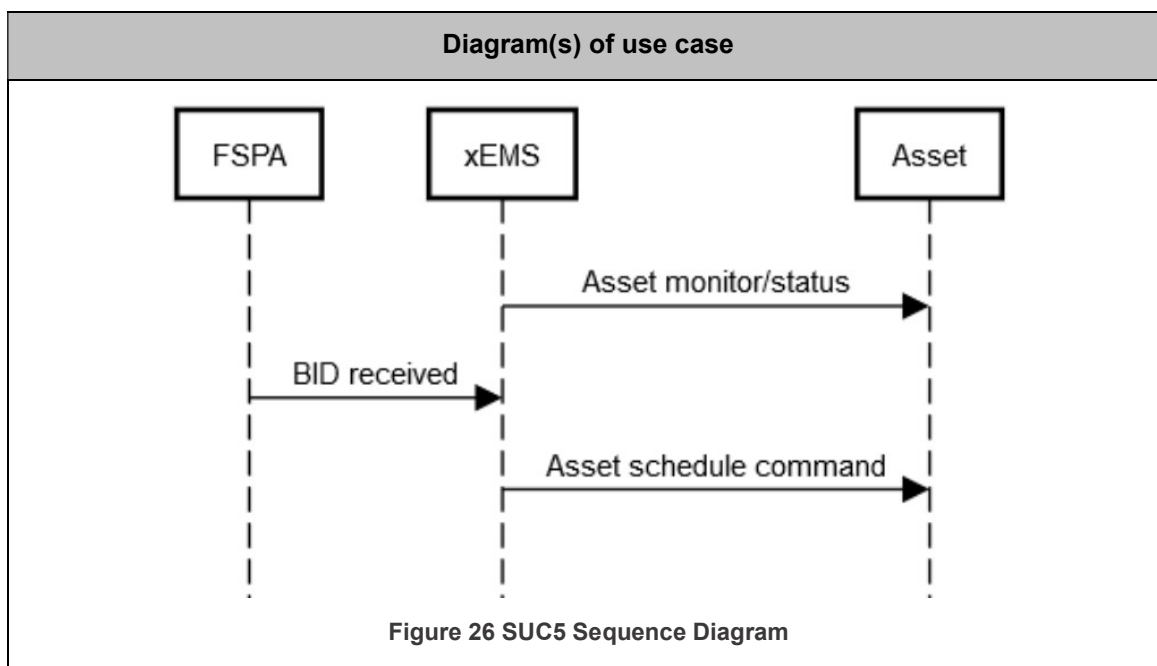 Diagram(s) of use case
FSPA
xEMS
Asset
Asset monitor/status
BID received
Asset schedule command
Figure 26 SUC5 Sequence Diagram